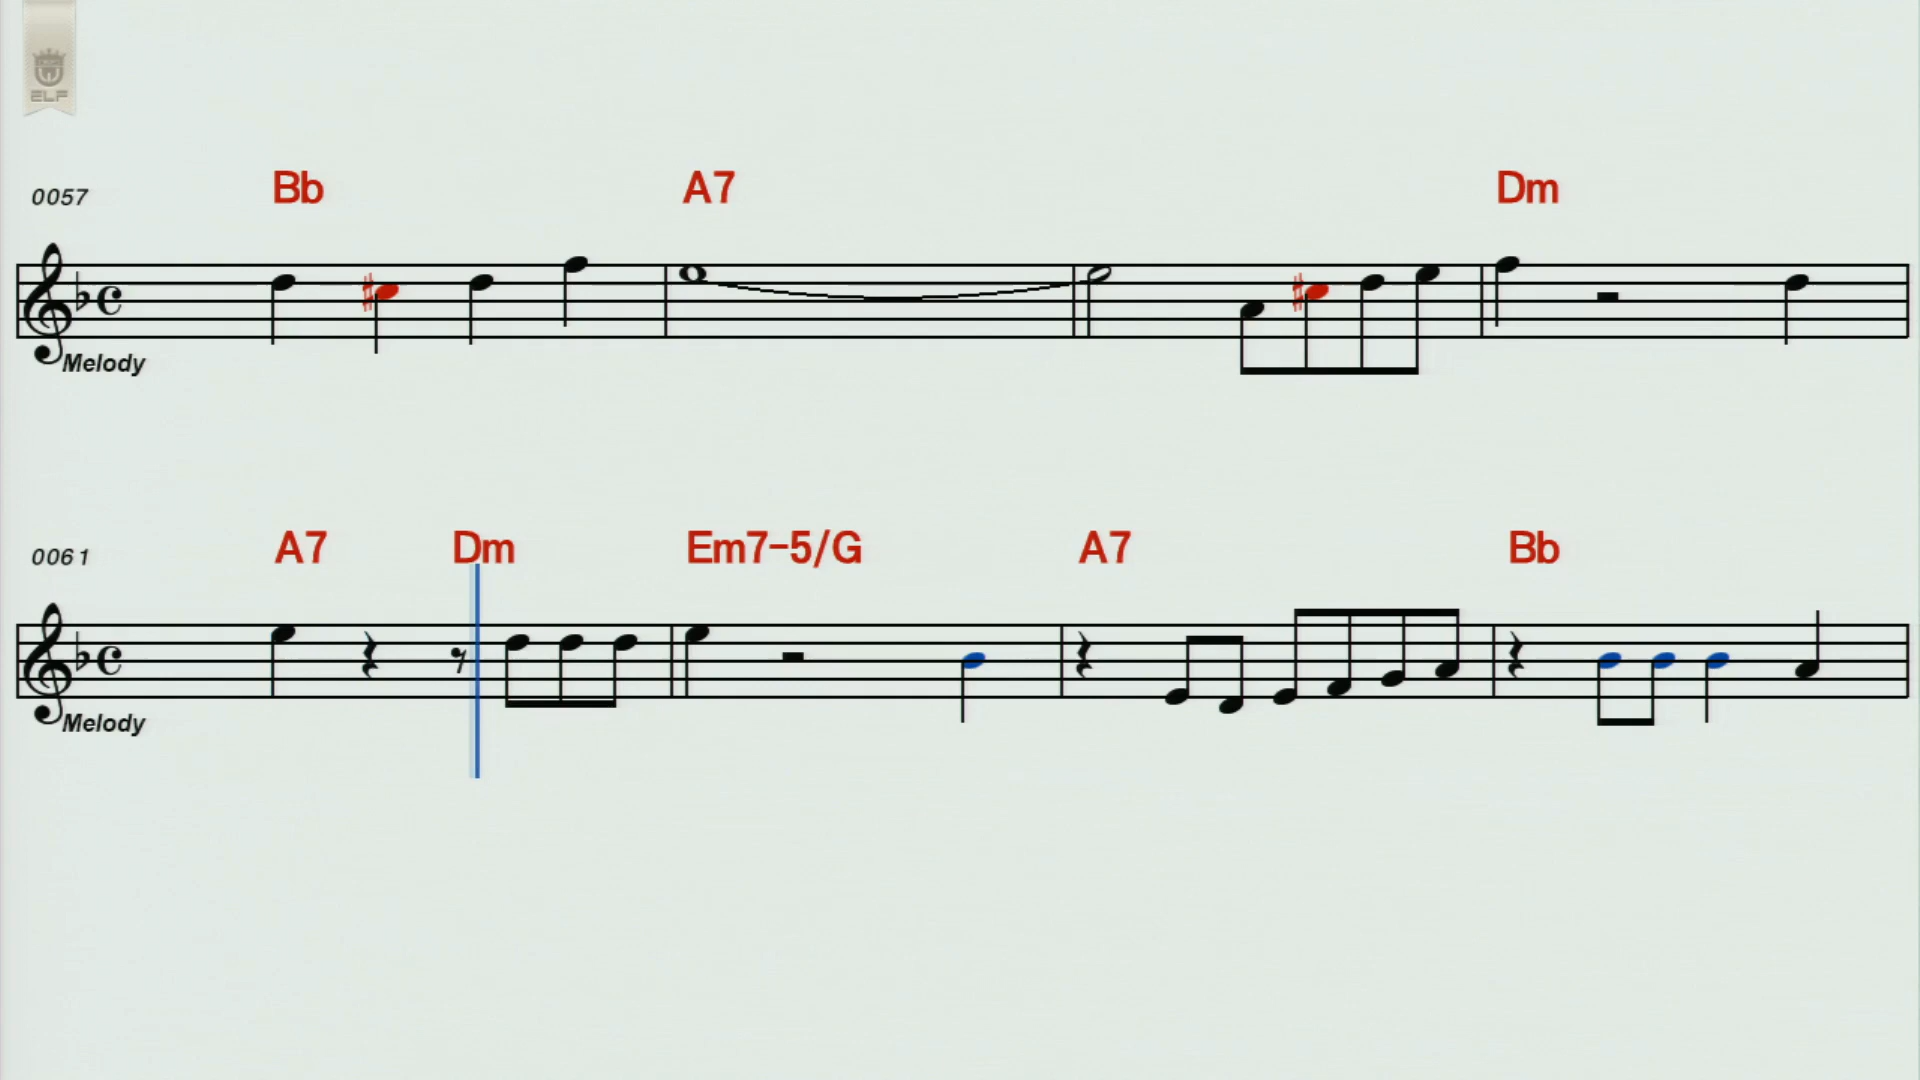 ELF
0057 Bb A7 Dm
Melody
0061 A7 Dm Em7-5/G A7 Bb
Melody